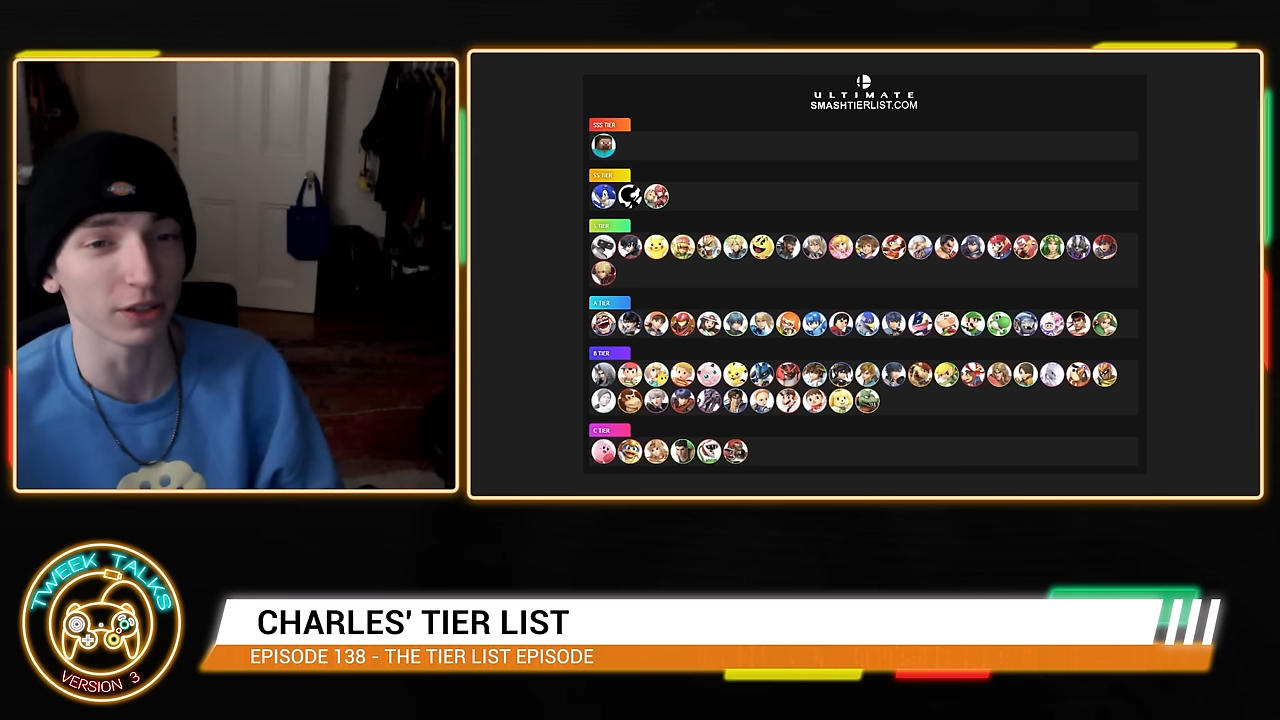 ULTIMATE
SMASHTIERLIST.COM
SSS TIER
SS TIER
S TIER
A TIER
B TIER
C TIER
TWEEK TALKS
VERSION 3
CHARLES' TIER LIST
EPISODE 138 - THE TIER LIST EPISODE